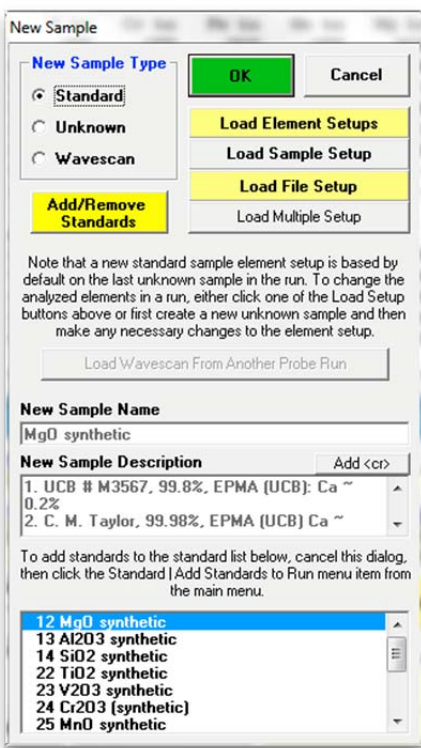 New Sample
New Sample Type
Standard
Unknown
Wavescan
OK
Cancel
Load Element Setups
Load Sample Setup
Load File Setup
Load Multiple Setup
Add/Remove
Standards
Note that a new standard sample element setup is based by
default on the last unknown sample in the run. To change the
analyzed elements in a run, either click one of the Load Setup
buttons above or first create a new unknown sample and then
make any necessary changes to the element setup.
Load Wavescan From Another Probe Run
New Sample Name
MgO synthetic
New Sample Description
Add <cr>
1. UCB # M3567, 99.8%, EPMA (UCB): Ca ~
0.2%
2. C. M. Taylor, 99.98%, EPMA (UCB) Ca ~
To add standards to the standard list below, cancel this dialog,
then click the Standard | Add Standards to Run menu item from
the main menu.
12 MgO synthetic
13 Al2O3 synthetic
14 SiO2 synthetic
22 TiO2 synthetic
23 V2O3 synthetic
24 Cr2O3 (synthetic)
25 MnO synthetic